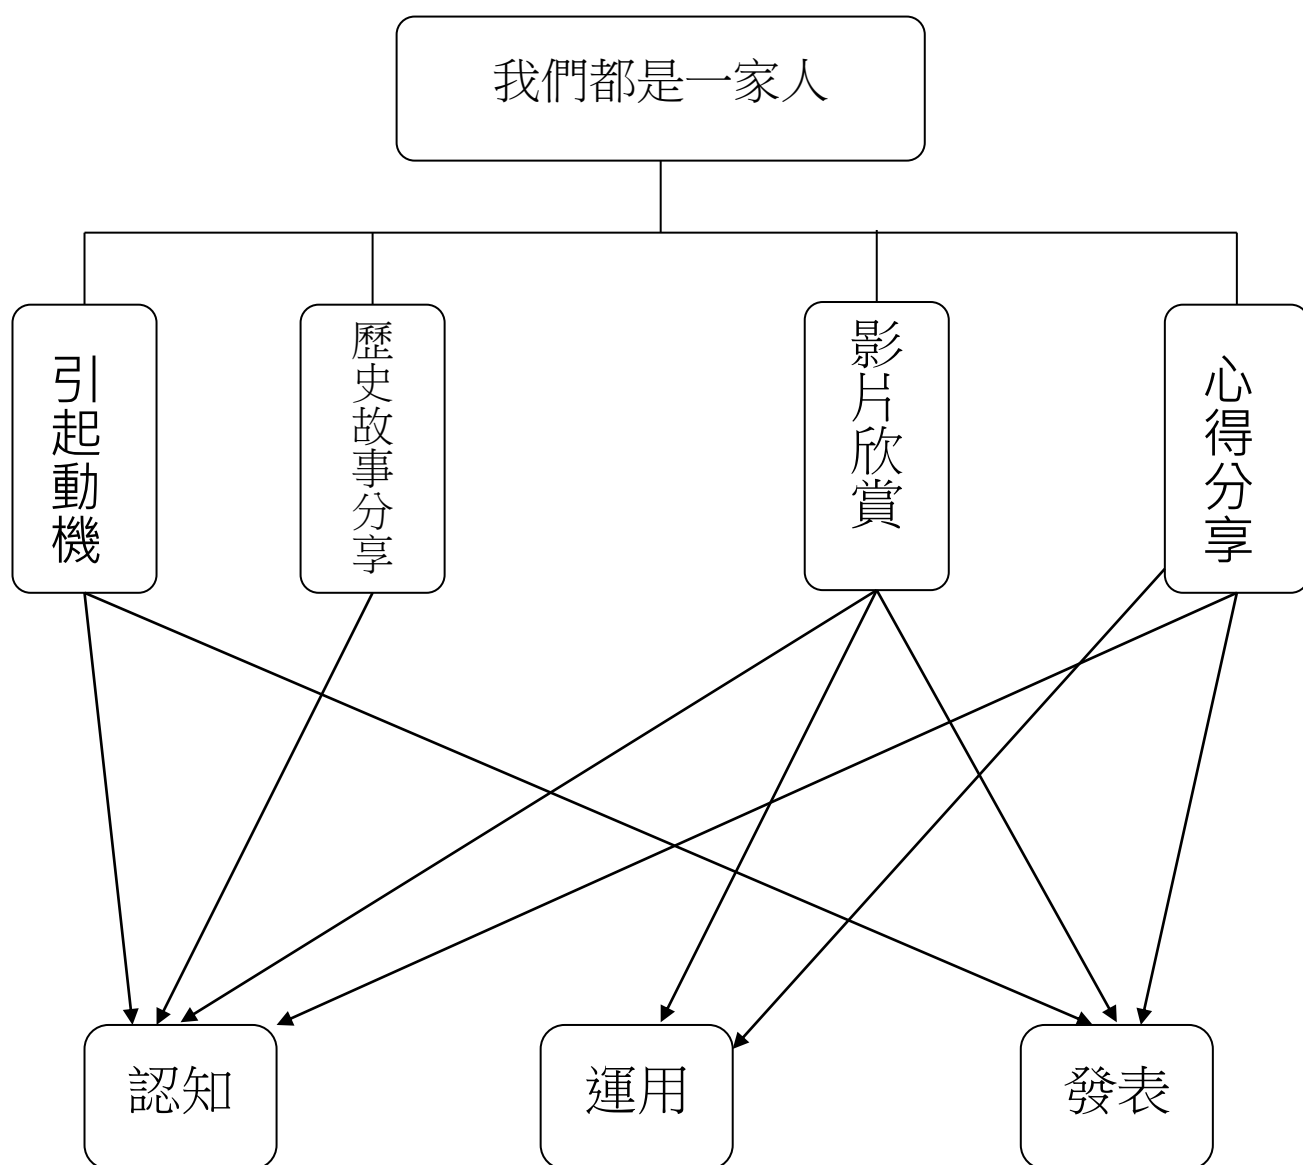 我們都是一家人
引起動機
歷史故事分享
影片欣賞
心得分享
認知
運用
發表